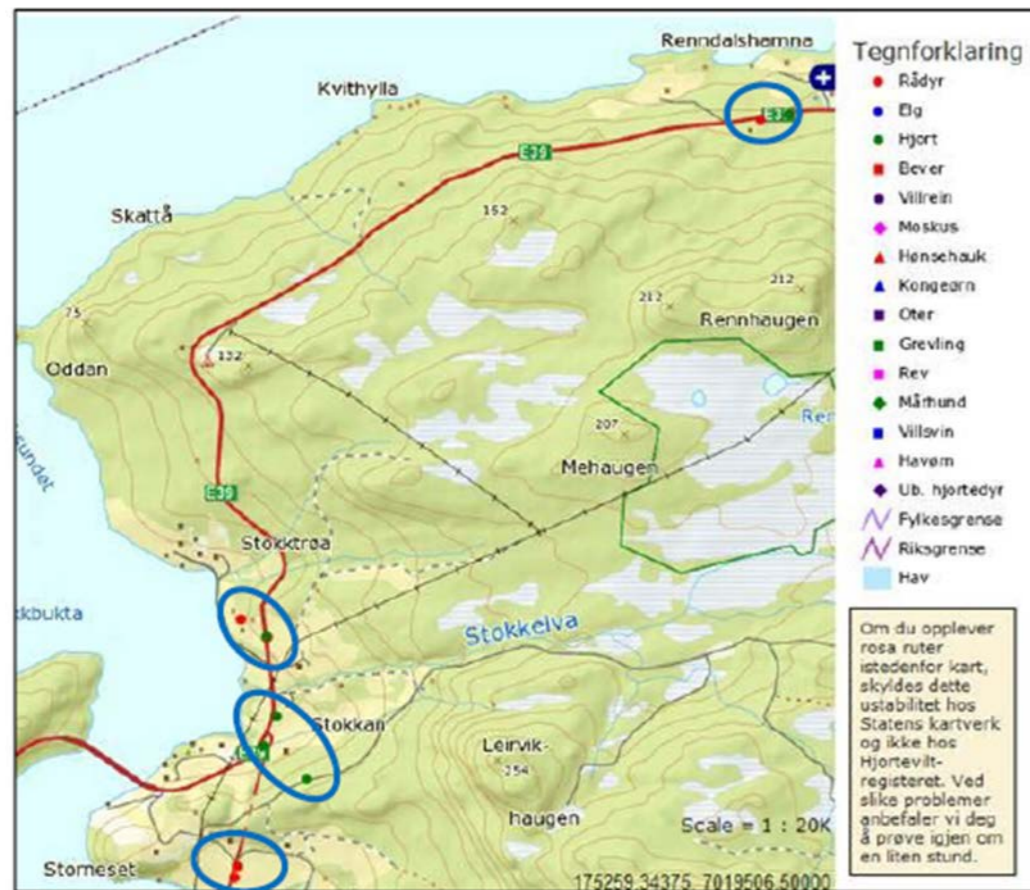 Renndalshamna
Kvithylla
E39
Skattå
152
75
212
212
Rennhaugen
132
Oddan
207
Mehaugen
sundet
E39
Stokktrøa
kkbukta
Stokkelva
Stokkan
Leirvik-
254
haugen
Scale = 1 : 20K
Storneset
175259.34375 7019506.50000
Tegnforklaring
Rådyr
Elg
Hjort
Bever
Villrein
Moskus
Hønsehauk
Kongeørn
Oter
Grevling
Rev
Mårhund
Villsvin
Havørn
Ub. hjortedyr
Fylkesgrense
Riksgrense
Hav
Om du opplever
rosa ruter
istedenfor kart,
skyldes dette
ustabilitet hos
Statens kartverk
og ikke hos
Hjortevilt-
registeret. Ved
slike problemer
anbefaler vi deg
å prøve igjen om
en liten stund.